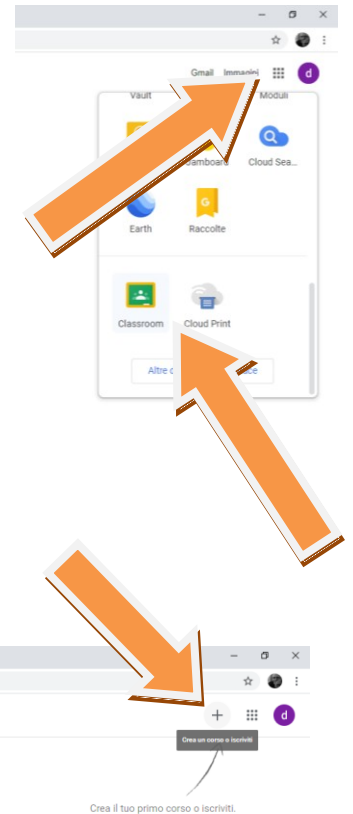 Gmail Immagini
d
Vault Moduli
Jamboard Cloud Sea...
G
Earth Raccolte
Classroom Cloud Print
Altre
d
Crea un corso o iscriviti
Crea il tuo primo corso o iscriviti.